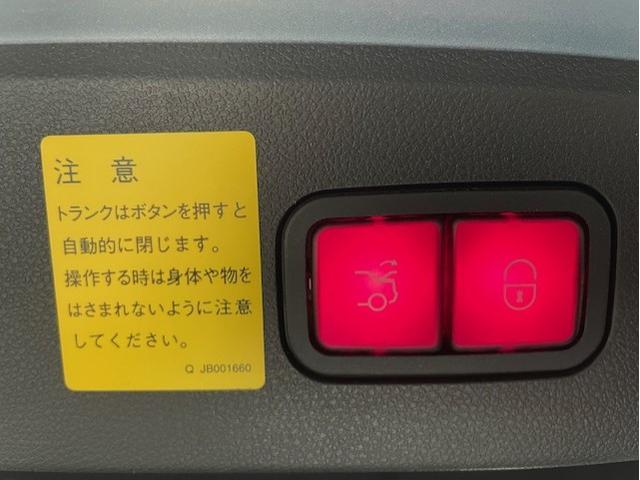 注 意
トランクはボタンを押すと
自動的に閉じます。
操作する時は身体や物を
はさまれないように注意
してください。
Q JB001660